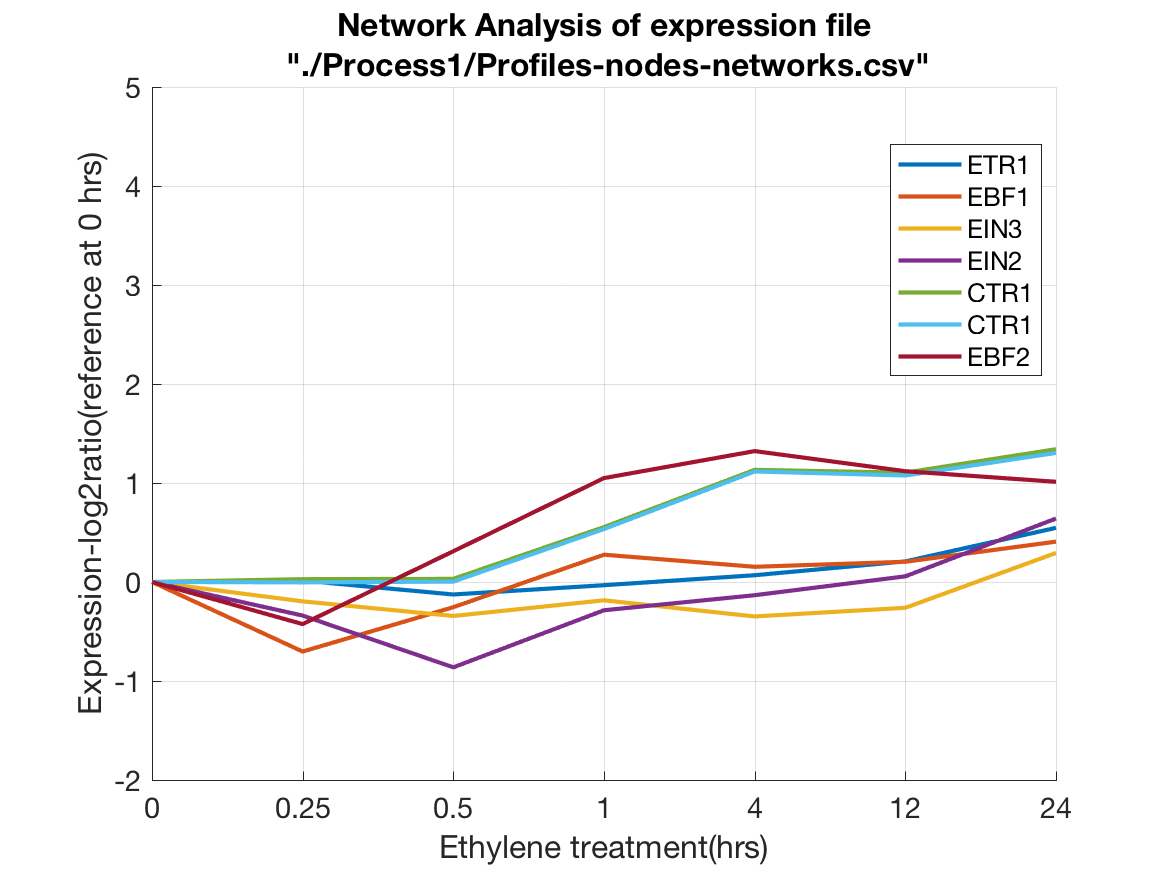 Network Analysis of expression file
"./Process1/Profiles-nodes-networks.csv"
Expression-log2ratio(reference at 0 hrs)
5
4
3
2
1
0
-1
-2
ETR1
EBF1
EIN3
EIN2
CTR1
CTR1
EBF2
0 0.25 0.5 1 4 12 24
Ethylene treatment(hrs)